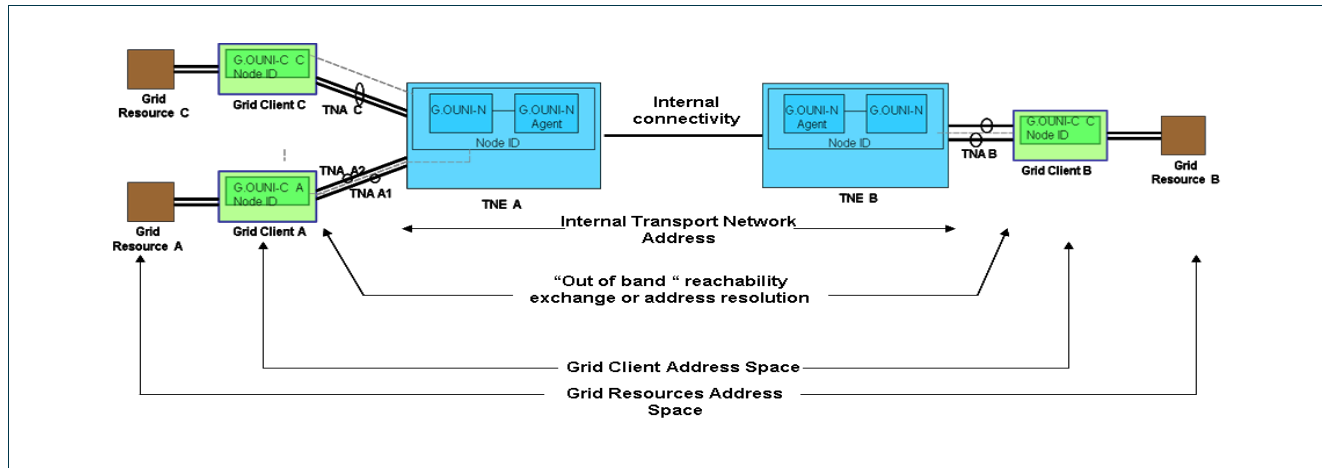 G.OUNI-C C
Node ID
Grid
Resource C
Grid Client C
TNA C
G.OUNI-N
G.OUNI-N
Agent
Node ID
Internal
connectivity
G.OUNI-N
Agent
G.OUNI-N
Node ID
G.OUNI-C C
Node ID
TNA B
Grid Client B
Grid
Resource B
TNA A2
TNA A1
G.OUNI-C A
Node ID
Grid
Resource A
Grid Client A
TNE A
TNE B
Internal Transport Network
Address
“Out of band “ reachability
exchange or address resolution
Grid Client Address Space
Grid Resources Address
Space